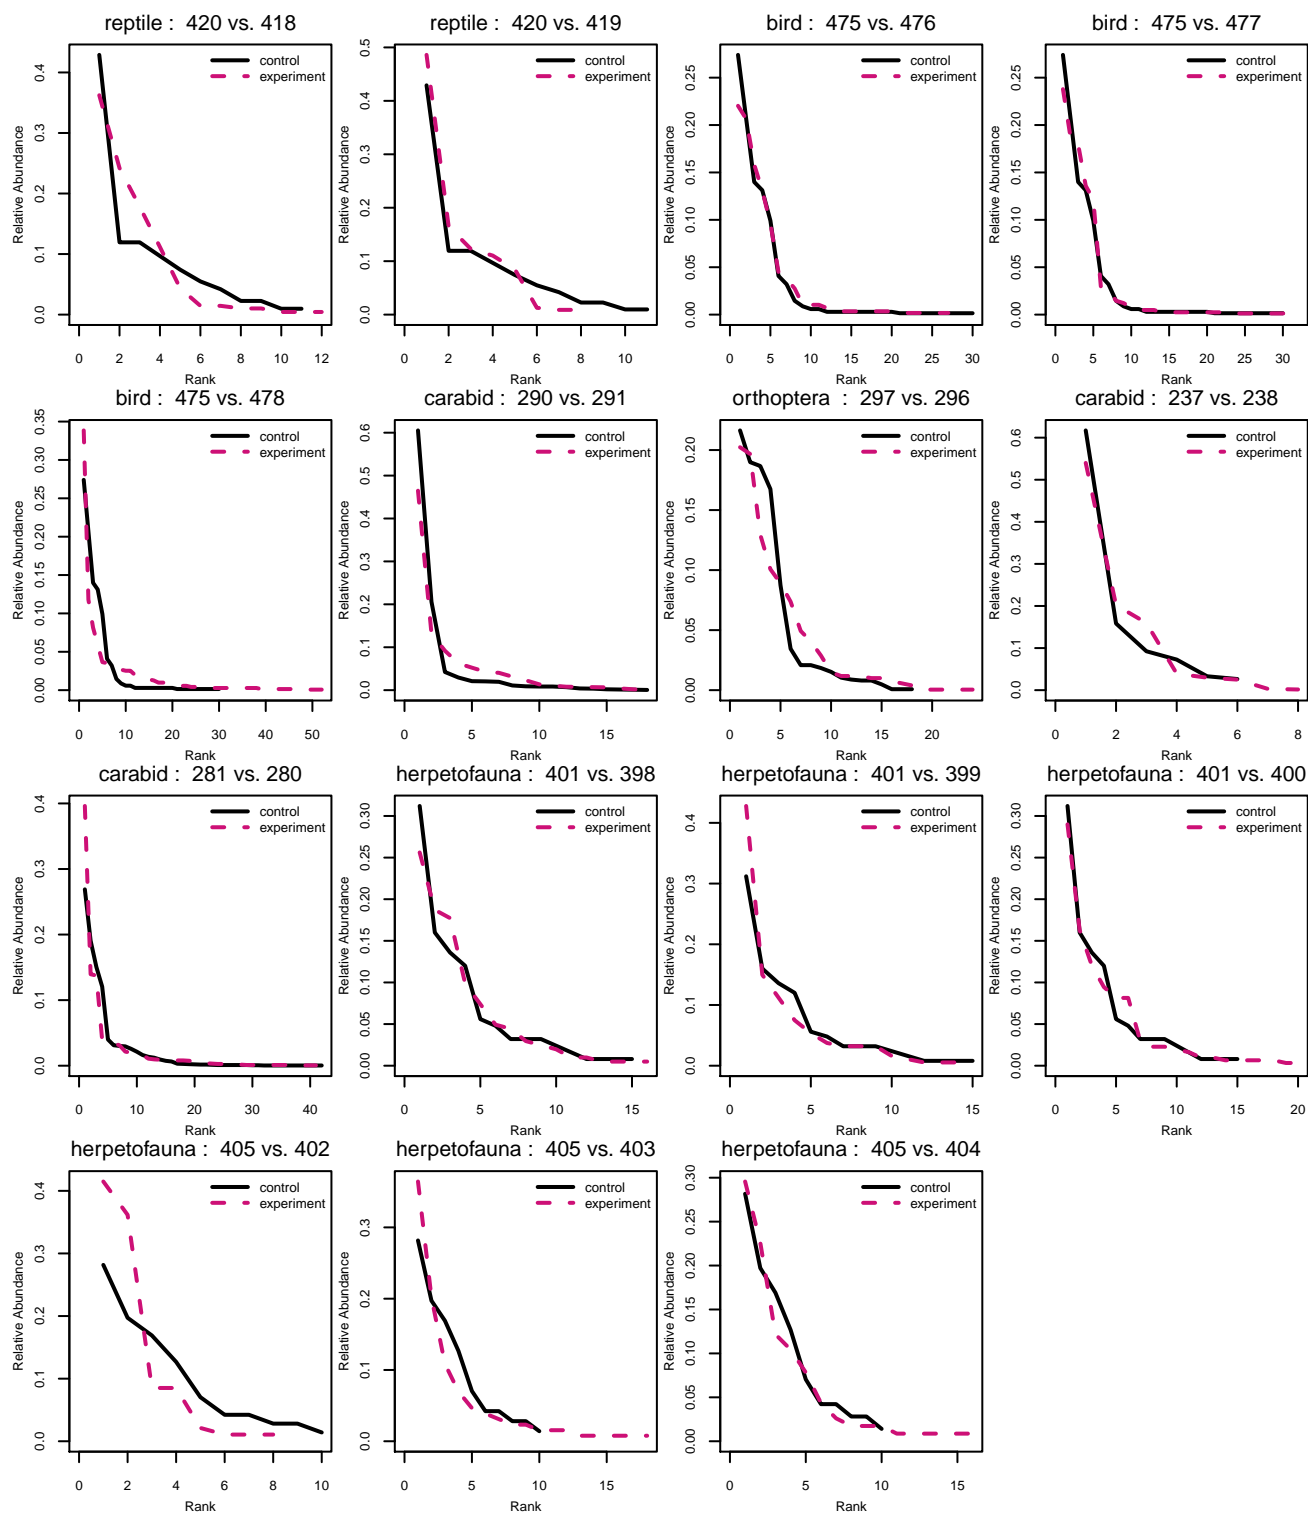 reptile : 420 vs. 418
control
experiment
Relative Abundance
0.0 0.1 0.2 0.3 0.4
0 2 4 6 8 10 12
Rank
reptile : 420 vs. 419
control
experiment
Relative Abundance
0.0 0.1 0.2 0.3 0.4 0.5
0 2 4 6 8 10
Rank
bird : 475 vs. 476
control
experiment
Relative Abundance
0.00 0.05 0.10 0.15 0.20 0.25
0 5 10 15 20 25 30
Rank
bird : 475 vs. 477
control
experiment
Relative Abundance
0.00 0.05 0.10 0.15 0.20 0.25
0 5 10 15 20 25 30
Rank
bird : 475 vs. 478
control
experiment
Relative Abundance
0.00 0.05 0.10 0.15 0.20 0.25 0.30 0.35
0 10 20 30 40 50
Rank
carabid : 290 vs. 291
control
experiment
Relative Abundance
0.0 0.1 0.2 0.3 0.4 0.5 0.6
0 5 10 15
Rank
orthoptera : 297 vs. 296
control
experiment
Relative Abundance
0.00 0.05 0.10 0.15 0.20
0 5 10 15 20
Rank
carabid : 237 vs. 238
control
experiment
Relative Abundance
0.0 0.1 0.2 0.3 0.4 0.5 0.6
0 2 4 6 8
Rank
carabid : 281 vs. 280
control
experiment
Relative Abundance
0.0 0.1 0.2 0.3 0.4
0 10 20 30 40
Rank
herpetofauna : 401 vs. 398
control
experiment
Relative Abundance
0.00 0.05 0.10 0.15 0.20 0.25 0.30
0 5 10 15
Rank
herpetofauna : 401 vs. 399
control
experiment
Relative Abundance
0.0 0.1 0.2 0.3 0.4
0 5 10 15
Rank
herpetofauna : 401 vs. 400
control
experiment
Relative Abundance
0.00 0.05 0.10 0.15 0.20 0.25 0.30
0 5 10 15 20
Rank
herpetofauna : 405 vs. 402
control
experiment
Relative Abundance
0.0 0.1 0.2 0.3 0.4
0 2 4 6 8 10
Rank
herpetofauna : 405 vs. 403
control
experiment
Relative Abundance
0.0 0.1 0.2 0.3
0 5 10 15
Rank
herpetofauna : 405 vs. 404
control
experiment
Relative Abundance
0.00 0.05 0.10 0.15 0.20 0.25 0.30
0 5 10 15
Rank